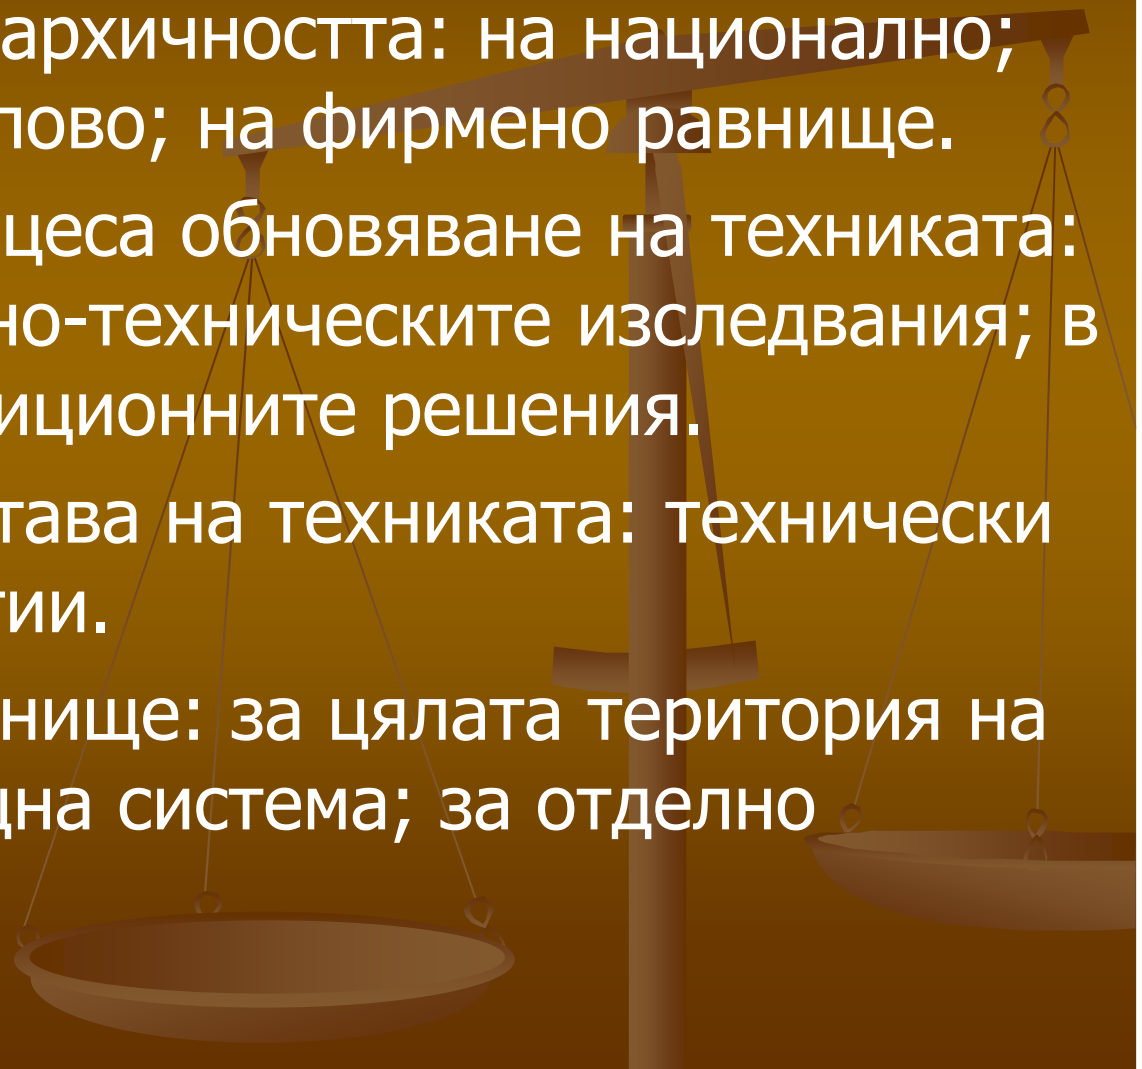 архичността: на национално;
лово; на фирмено равнище.
цеса обновяване на техниката:
но-техническите изследвания; в
иционните решения.
тава на техниката: технически
гии.
нище: за цялата територия на
дна система; за отделно